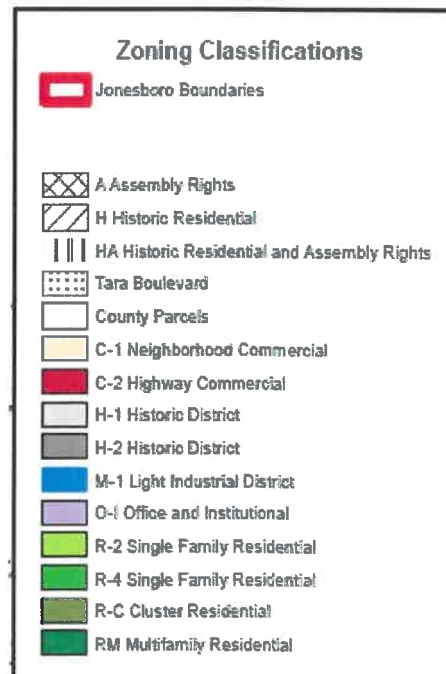 Zoning Classifications
Jonesboro Boundaries
A Assembly Rights
H Historic Residential
HA Historic Residential and Assembly Rights
Tara Boulevard
County Parcels
C-1 Neighborhood Commercial
C-2 Highway Commercial
H-1 Historic District
H-2 Historic District
M-1 Light Industrial District
O-I Office and Institutional
R-2 Single Family Residential
R-4 Single Family Residential
R-C Cluster Residential
RM Multifamily Residential